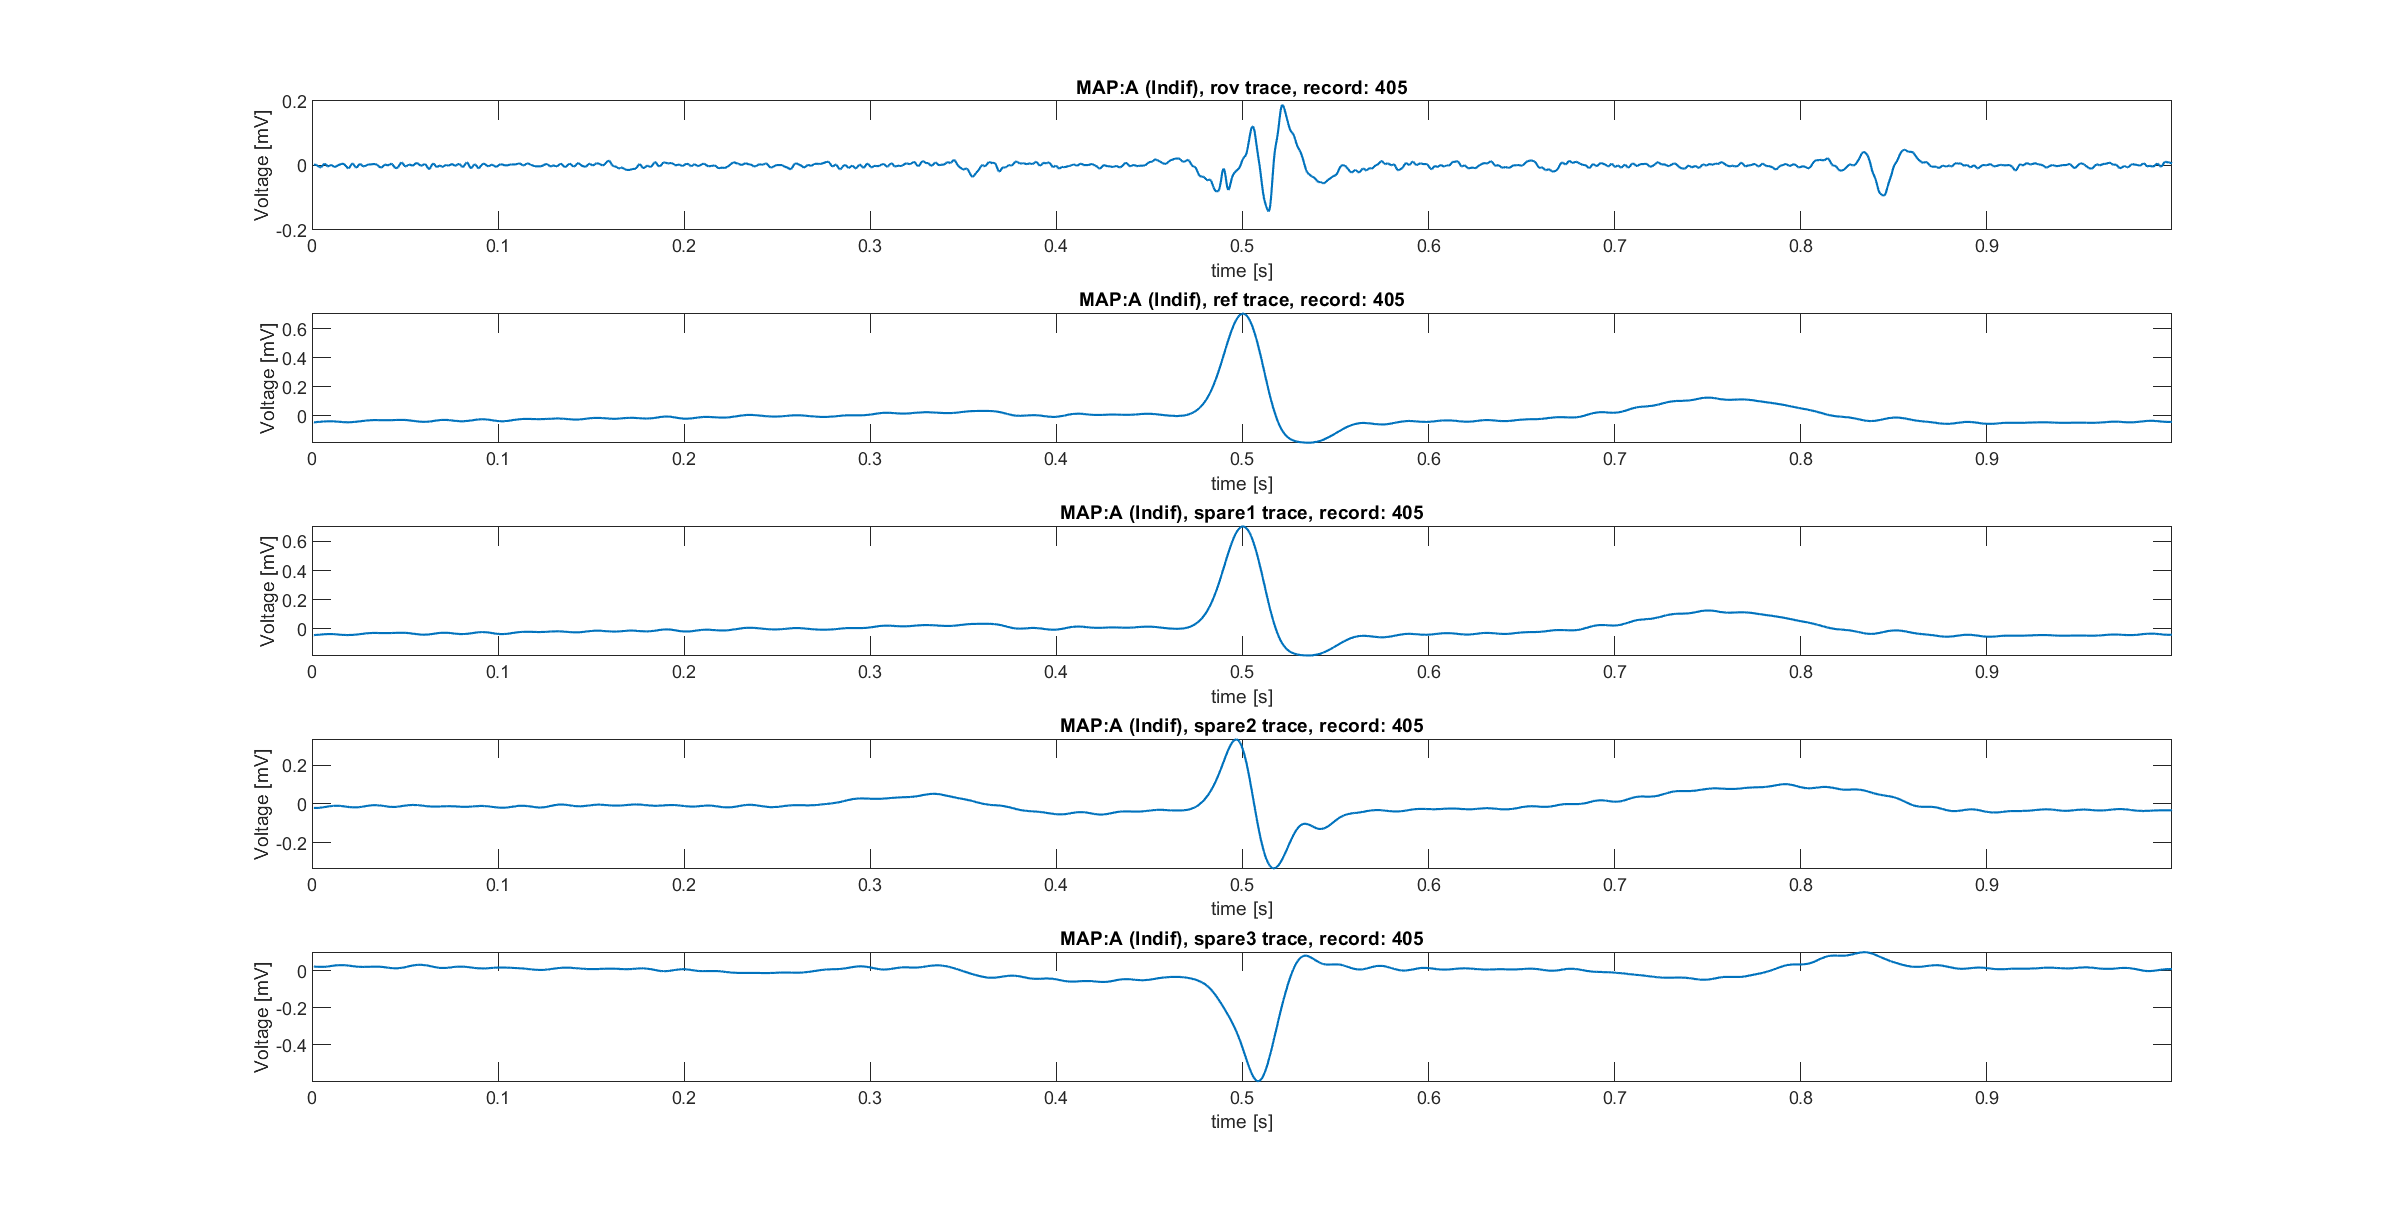 MAP:A (Indif), rov trace, record: 405
Voltage [mV]
0.2
0
-0.2
0 0.1 0.2 0.3 0.4 0.5 0.6 0.7 0.8 0.9
time [s]
MAP:A (Indif), ref trace, record: 405
Voltage [mV]
0.6
0.4
0.2
0
0 0.1 0.2 0.3 0.4 0.5 0.6 0.7 0.8 0.9
time [s]
MAP:A (Indif), spare1 trace, record: 405
Voltage [mV]
0.6
0.4
0.2
0
0 0.1 0.2 0.3 0.4 0.5 0.6 0.7 0.8 0.9
time [s]
MAP:A (Indif), spare2 trace, record: 405
Voltage [mV]
0.2
0
-0.2
0 0.1 0.2 0.3 0.4 0.5 0.6 0.7 0.8 0.9
time [s]
MAP:A (Indif), spare3 trace, record: 405
Voltage [mV]
0
-0.2
-0.4
0 0.1 0.2 0.3 0.4 0.5 0.6 0.7 0.8 0.9
time [s]